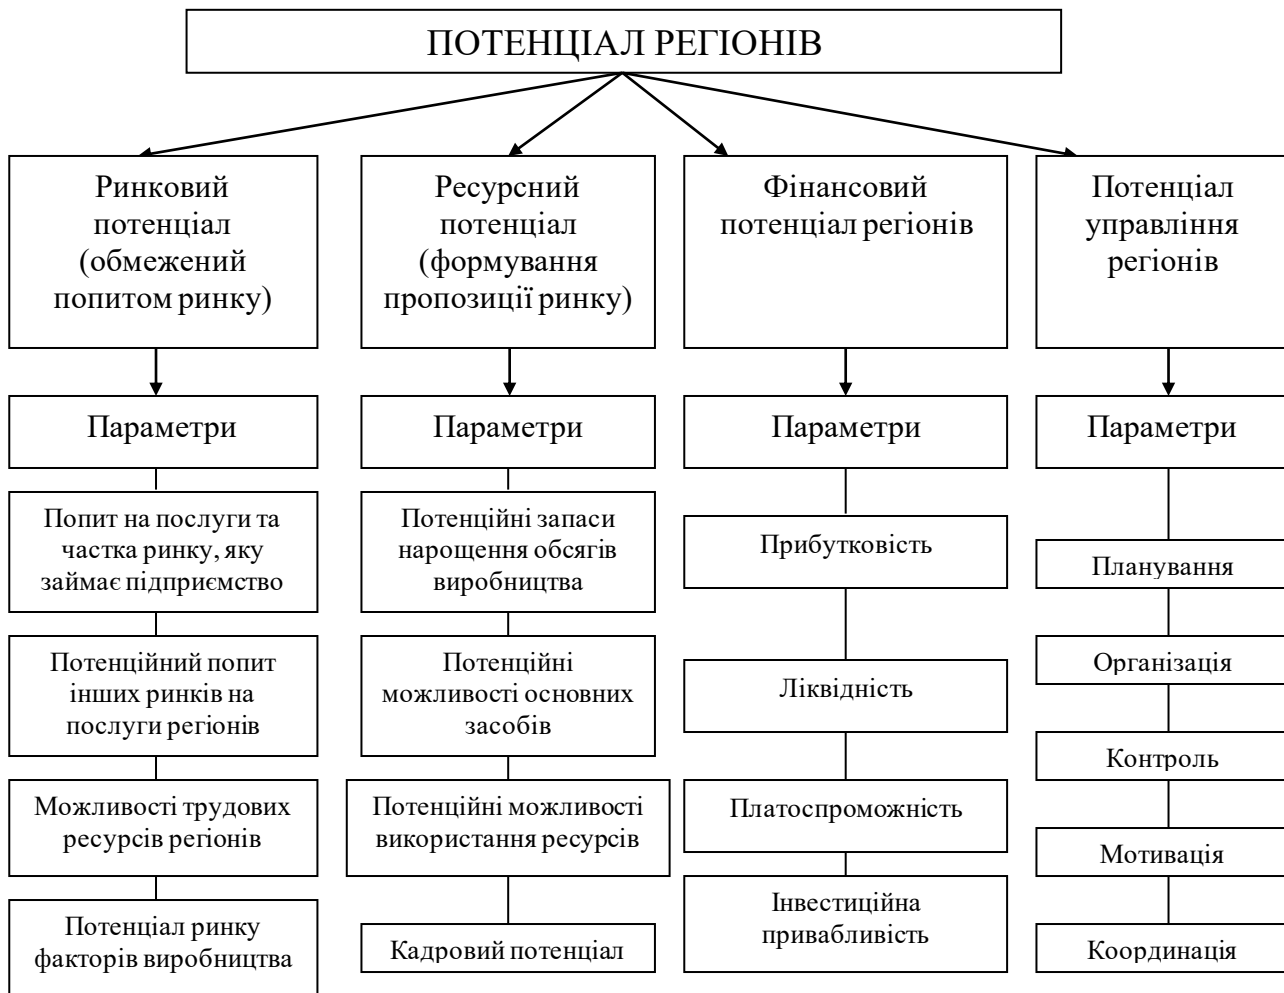 ПОТЕНЦІАЛ РЕГІОНІВ
Ринковий
потенціал
(обмежений
попитом ринку)
Ресурсний
потенціал
(формування
пропозиції ринку)
Фінансовий
потенціал регіонів
Потенціал
управління
регіонів
Параметри
Параметри
Параметри
Параметри
Попит на послуги та
частка ринку, яку
займає підприємство
Потенційний попит
інших ринків на
послуги регіонів
Можливості трудових
ресурсів регіонів
Потенціал ринку
факторів виробництва
Потенційні запаси
нарощення обсягів
виробництва
Потенційні
можливості основних
засобів
Потенційні можливості
використання ресурсів
Кадровий потенціал
Прибутковість
Ліквідність
Платоспроможність
Інвестиційна
привабливість
Планування
Організація
Контроль
Мотивація
Координація